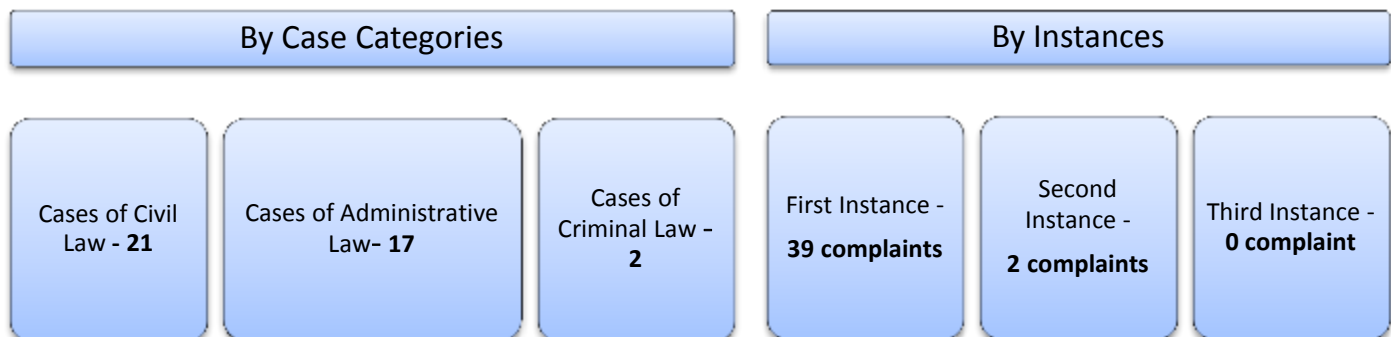 By Case Categories
By Instances
Cases of Civil
Law - 21
Cases of Administrative
Law– 17
Cases of
Criminal Law –
2
First Instance -
39 complaints
Second
Instance -
2 complaints
Third Instance -
0 complaint